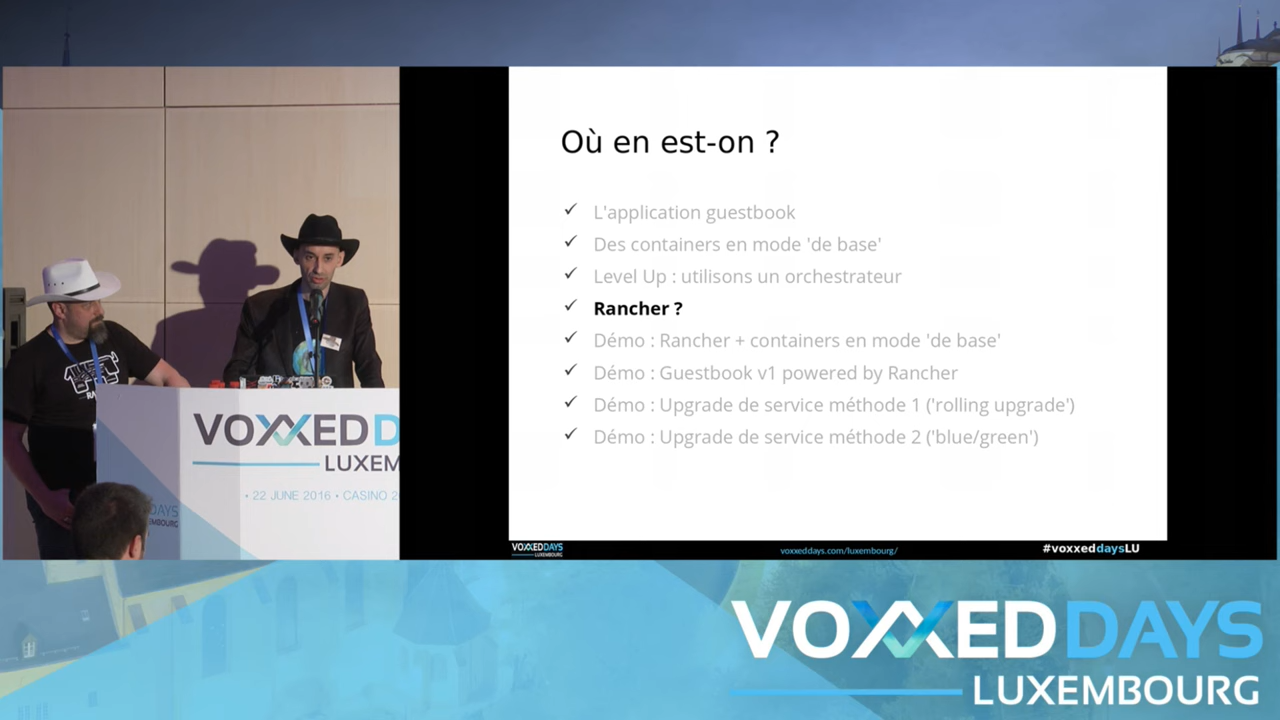 Où en est-on ?
L'application guestbook
Des containers en mode 'de base'
Level Up : utilisons un orchestrateur
Rancher ?
Démo : Rancher + containers en mode 'de base'
Démo : Guestbook v1 powered by Rancher
Démo : Upgrade de service méthode 1 ('rolling upgrade')
Démo : Upgrade de service méthode 2 ('blue/green')
VOXXED D
LUXEM
• 22 JUNE 2016 • CASINO 2
DAYS
MBOURG
VOXXEDDAYS
LUXEMBOURG
voxxeddays.com/luxembourg/
#voxxeddaysLU
VOXXEDDAYS
LUXEMBOURG